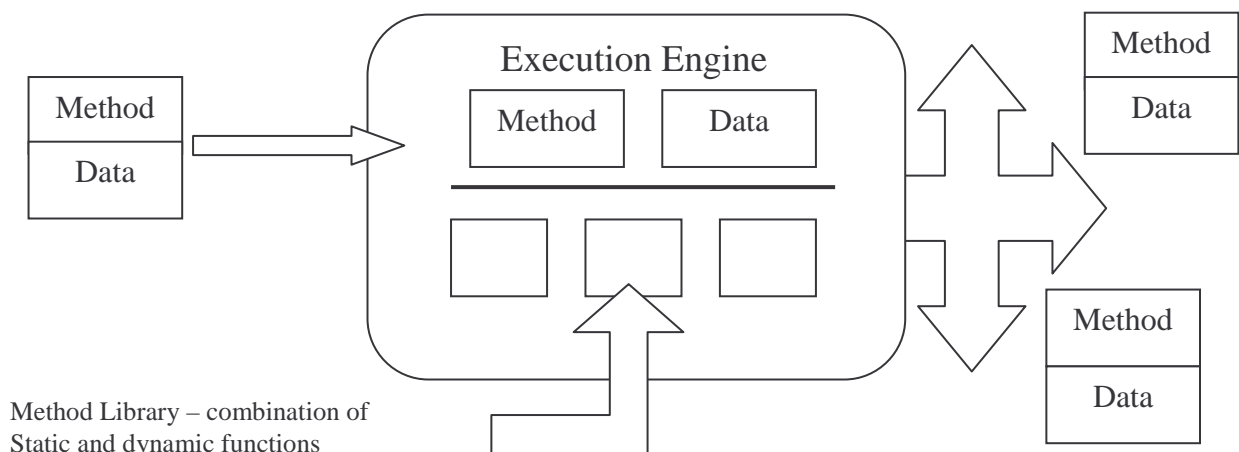 Execution Engine
Method
Data
Method
Data
Method
Data
Method
Data
Method Library – combination of
Static and dynamic functions